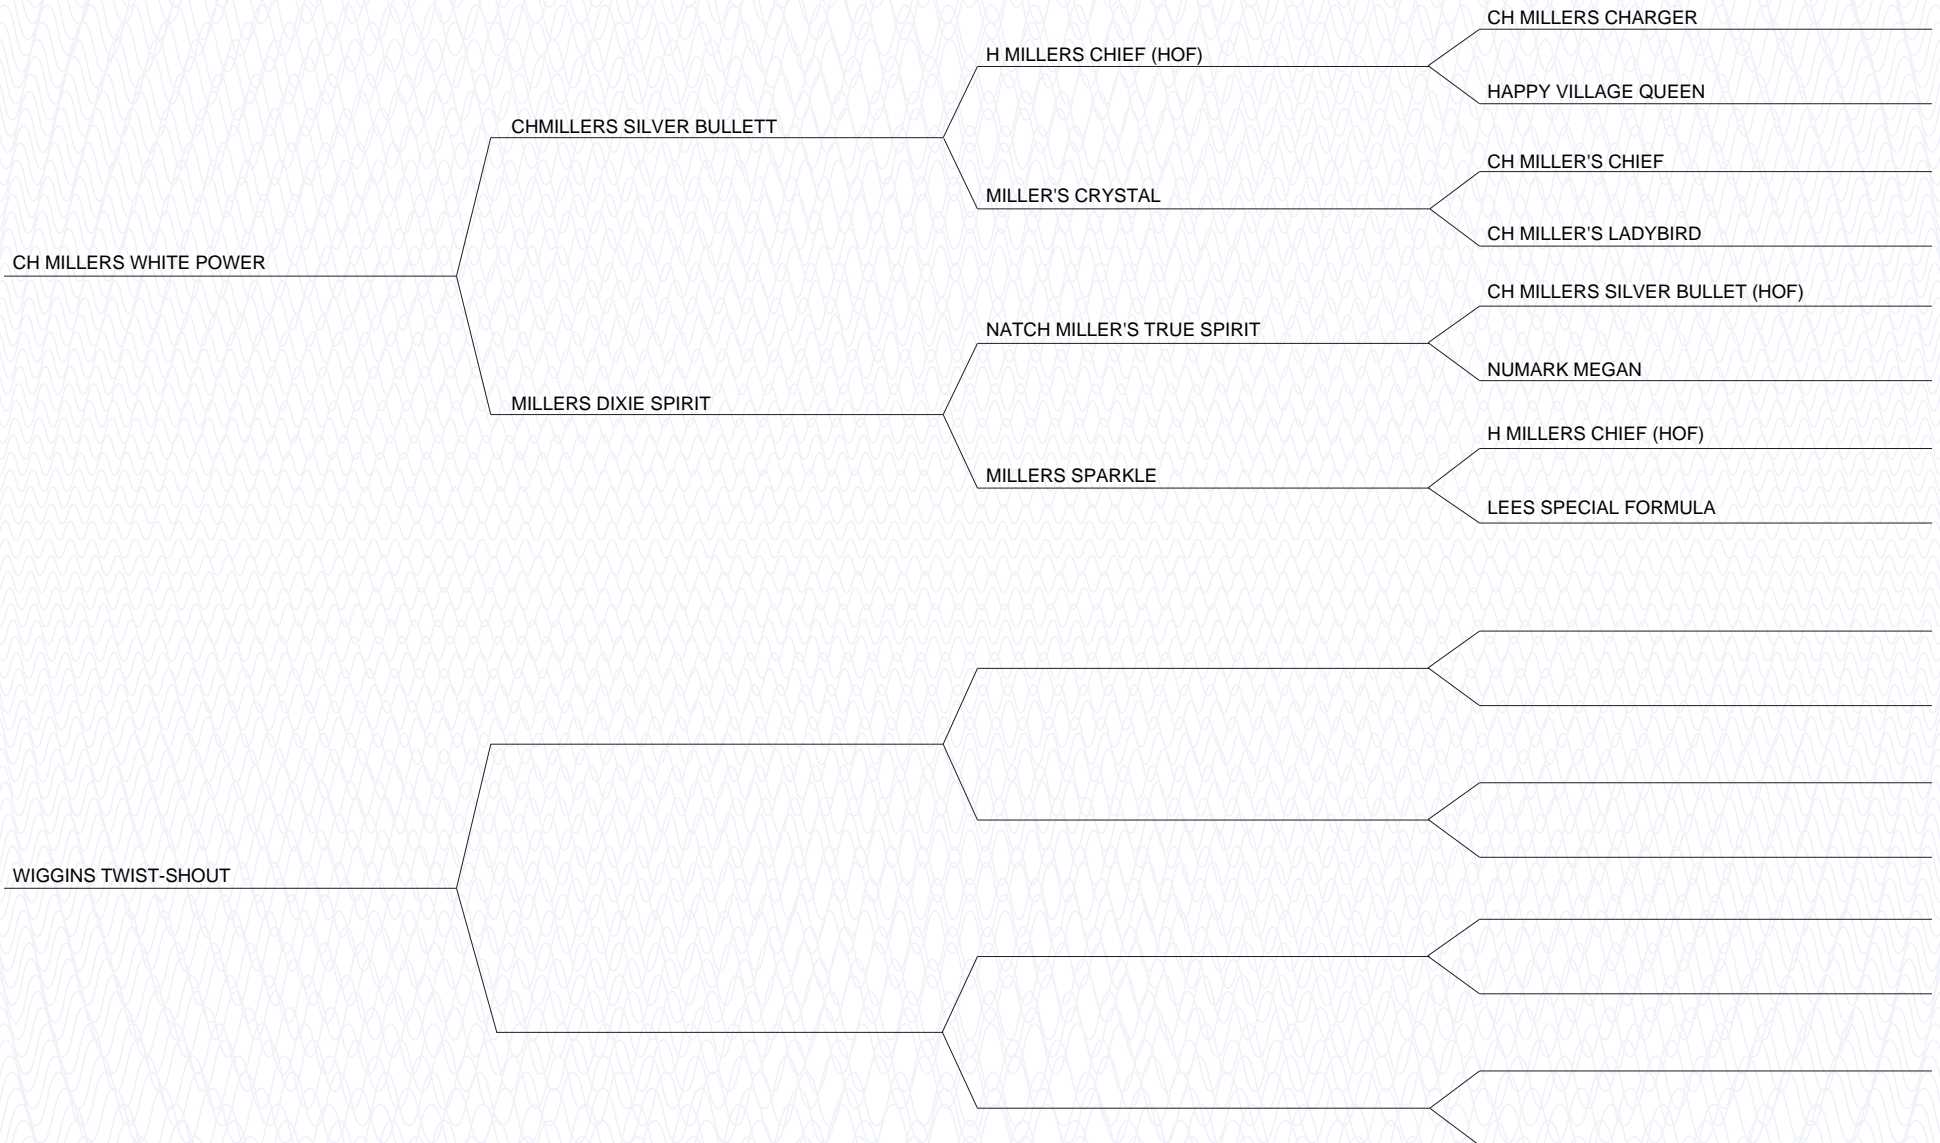 CH MILLERS CHARGER
H MILLERS CHIEF (HOF)
HAPPY VILLAGE QUEEN
CHMILLERS SILVER BULLETT
CH MILLER'S CHIEF
MILLER'S CRYSTAL
CH MILLER'S LADYBIRD
CH MILLERS WHITE POWER
CH MILLERS SILVER BULLET (HOF)
NATCH MILLER'S TRUE SPIRIT
NUMARK MEGAN
MILLERS DIXIE SPIRIT
H MILLERS CHIEF (HOF)
MILLERS SPARKLE
LEES SPECIAL FORMULA
WIGGINS TWIST-SHOUT